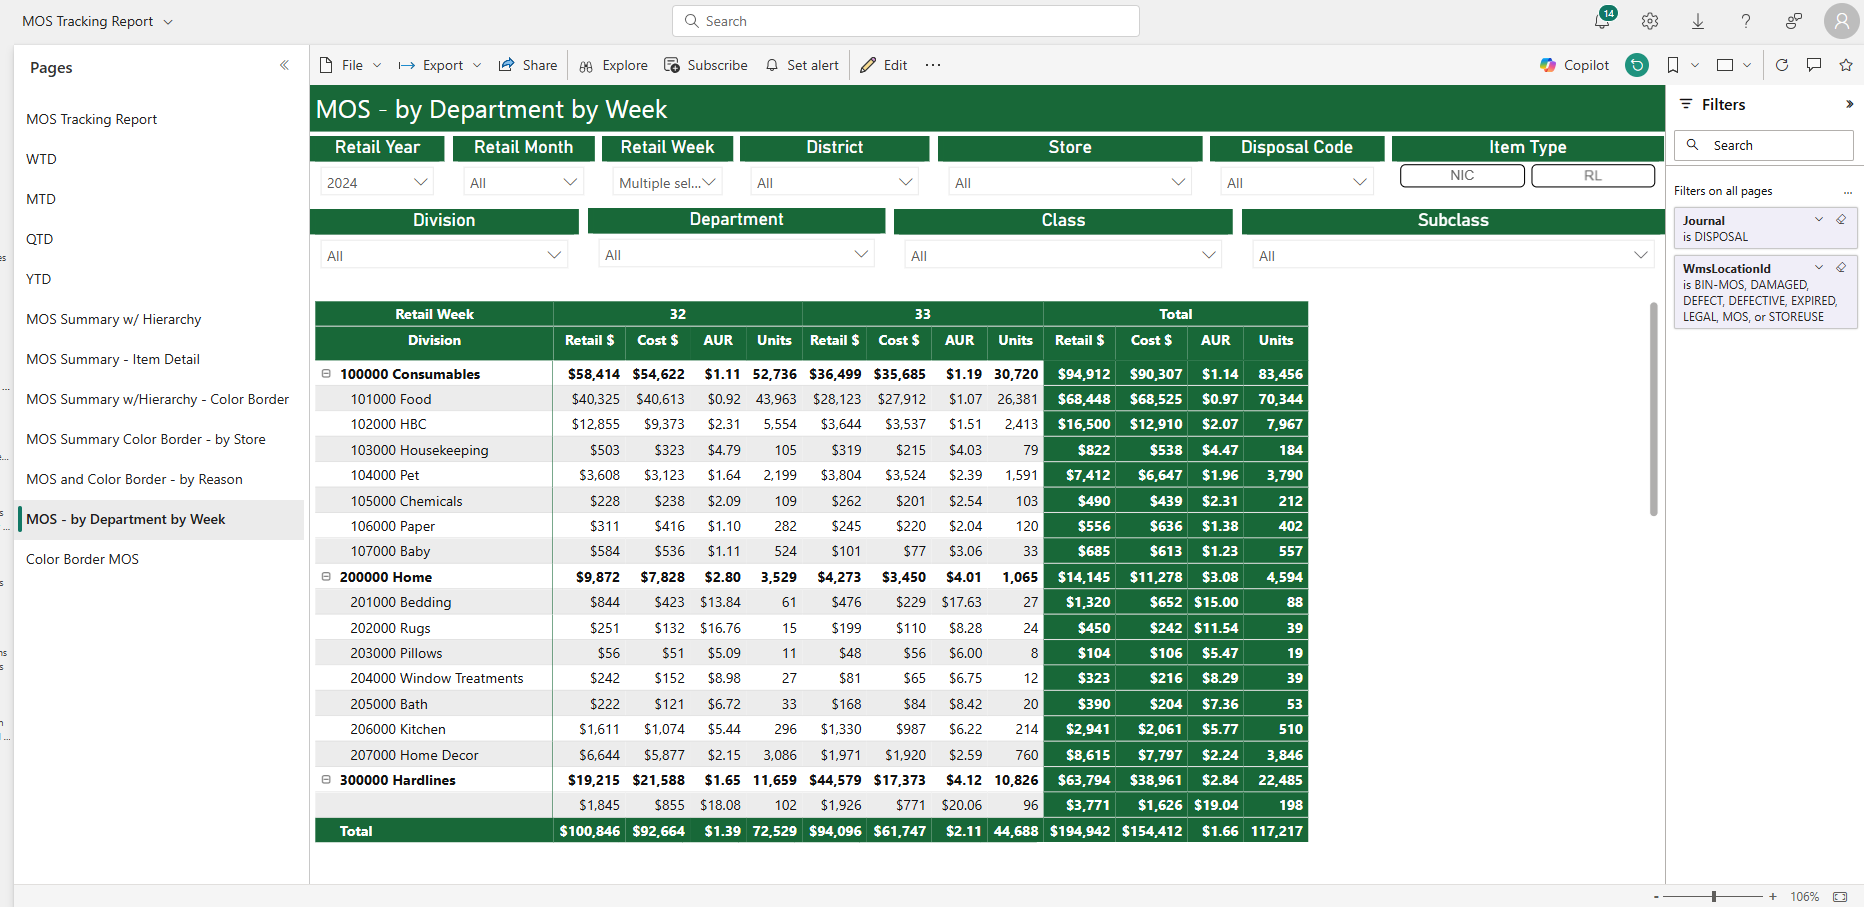 MOS Tracking Report
Search
14
Pages
File
Export
Share
Explore
Subscribe
Set alert
Edit
Copilot
MOS Tracking Report
WTD
MTD
QTD
YTD
MOS Summary w/ Hierarchy
MOS Summary - Item Detail
MOS Summary w/Hierarchy - Color Border
MOS Summary Color Border - by Store
MOS and Color Border - by Reason
MOS - by Department by Week
Color Border MOS
MOS - by Department by Week
Retail Year Retail Month Retail Week District Store Disposal Code Item Type
2024 All Multiple sel... All All All NIC RL
Division Department Class Subclass
All All All All
Retail Week 32 33 Total
Division Retail $ Cost $ AUR Units Retail $ Cost $ AUR Units Retail $ Cost $ AUR Units
100000 Consumables $58,414 $54,622 $1.11 52,736 $36,499 $35,685 $1.19 30,720 $94,912 $90,307 $1.14 83,456
101000 Food $40,325 $40,613 $0.92 43,963 $28,123 $27,912 $1.07 26,381 $68,448 $68,525 $0.97 70,344
102000 HBC $12,855 $9,373 $2.31 5,554 $3,644 $3,537 $1.51 2,413 $16,500 $12,910 $2.07 7,967
103000 Housekeeping $503 $323 $4.79 105 $319 $215 $4.03 79 $822 $538 $4.47 184
104000 Pet $3,608 $3,123 $1.64 2,199 $3,804 $3,524 $2.39 1,591 $7,412 $6,647 $1.96 3,790
105000 Chemicals $228 $238 $2.09 109 $262 $201 $2.54 103 $490 $439 $2.31 212
106000 Paper $311 $416 $1.10 282 $245 $220 $2.04 120 $556 $636 $1.38 402
107000 Baby $584 $536 $1.11 524 $101 $77 $3.06 33 $685 $613 $1.23 557
200000 Home $9,872 $7,828 $2.80 3,529 $4,273 $3,450 $4.01 1,065 $14,145 $11,278 $3.08 4,594
201000 Bedding $844 $423 $13.84 61 $476 $229 $17.63 27 $1,320 $652 $15.00 88
202000 Rugs $251 $132 $16.76 15 $199 $110 $8.28 24 $450 $242 $11.54 39
203000 Pillows $56 $51 $5.09 11 $48 $56 $6.00 8 $104 $106 $5.47 19
204000 Window Treatments $242 $152 $8.98 27 $81 $65 $6.75 12 $323 $216 $8.29 39
205000 Bath $222 $121 $6.72 33 $168 $84 $8.42 20 $390 $204 $7.36 53
206000 Kitchen $1,611 $1,074 $5.44 296 $1,330 $987 $6.22 214 $2,941 $2,061 $5.77 510
207000 Home Decor $6,644 $5,877 $2.15 3,086 $1,971 $1,920 $2.59 760 $8,615 $7,797 $2.24 3,846
300000 Hardlines $19,215 $21,588 $1.65 11,659 $44,579 $17,373 $4.12 10,826 $63,794 $38,961 $2.84 22,485
$1,845 $855 $18.08 102 $1,926 $771 $20.06 96 $3,771 $1,626 $19.04 198
Total $100,846 $92,664 $1.39 72,529 $94,096 $61,747 $2.11 44,688 $194,942 $154,412 $1.66 117,217
Filters
Search
Filters on all pages
Journal
is DISPOSAL
WmsLocationId
is BIN-MOS, DAMAGED,
DEFECT, DEFECTIVE, EXPIRED,
LEGAL, MOS, or STOREUSE
106%